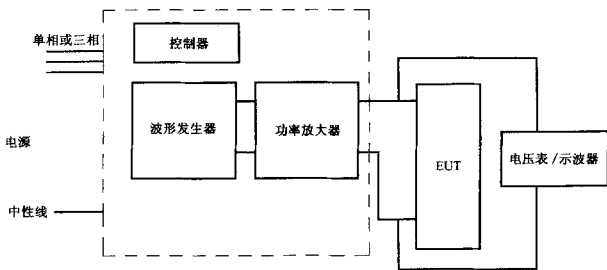 单相或三相
控制器
波形发生器
功率放大器
电源
EUT
电压表/示波器
中性线